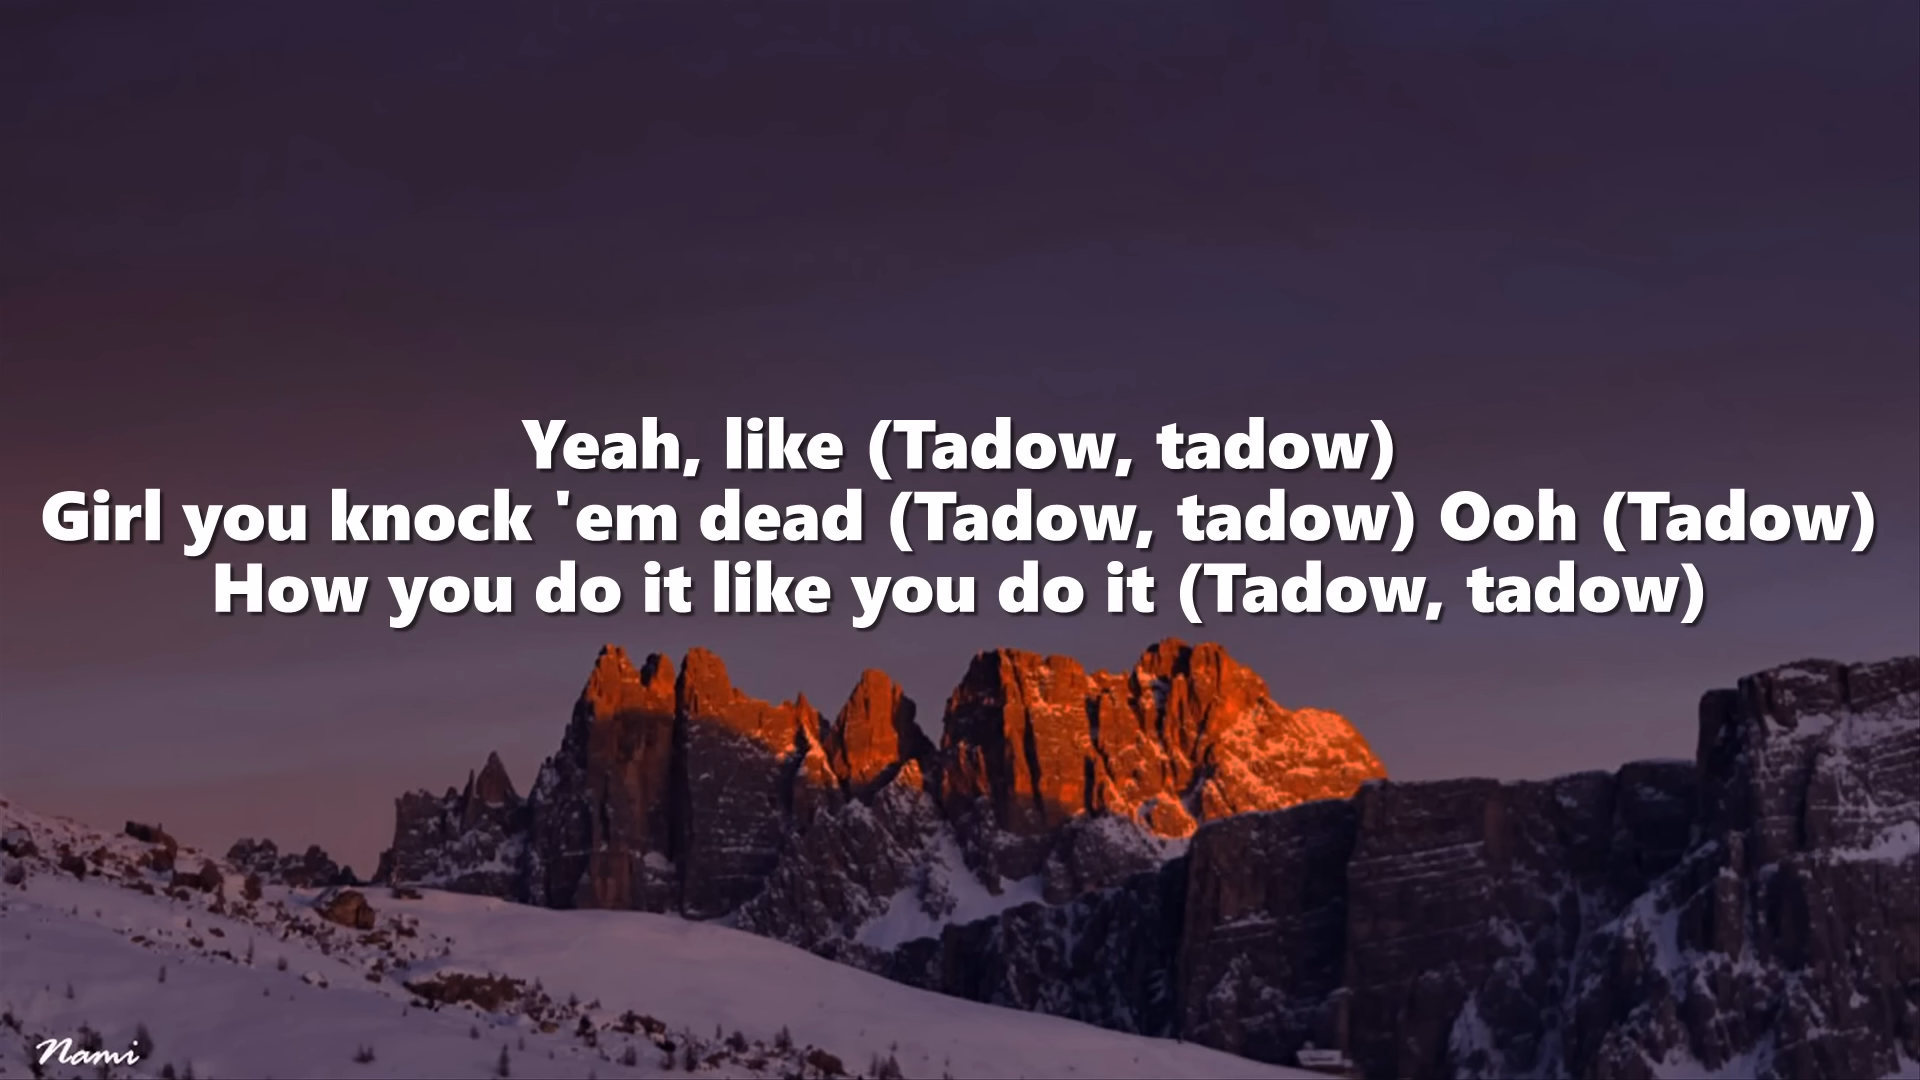 Yeah, like (Tadow, tadow)
Girl you knock 'em dead (Tadow, tadow) Ooh (Tadow)
How you do it like you do it (Tadow, tadow)
Nami